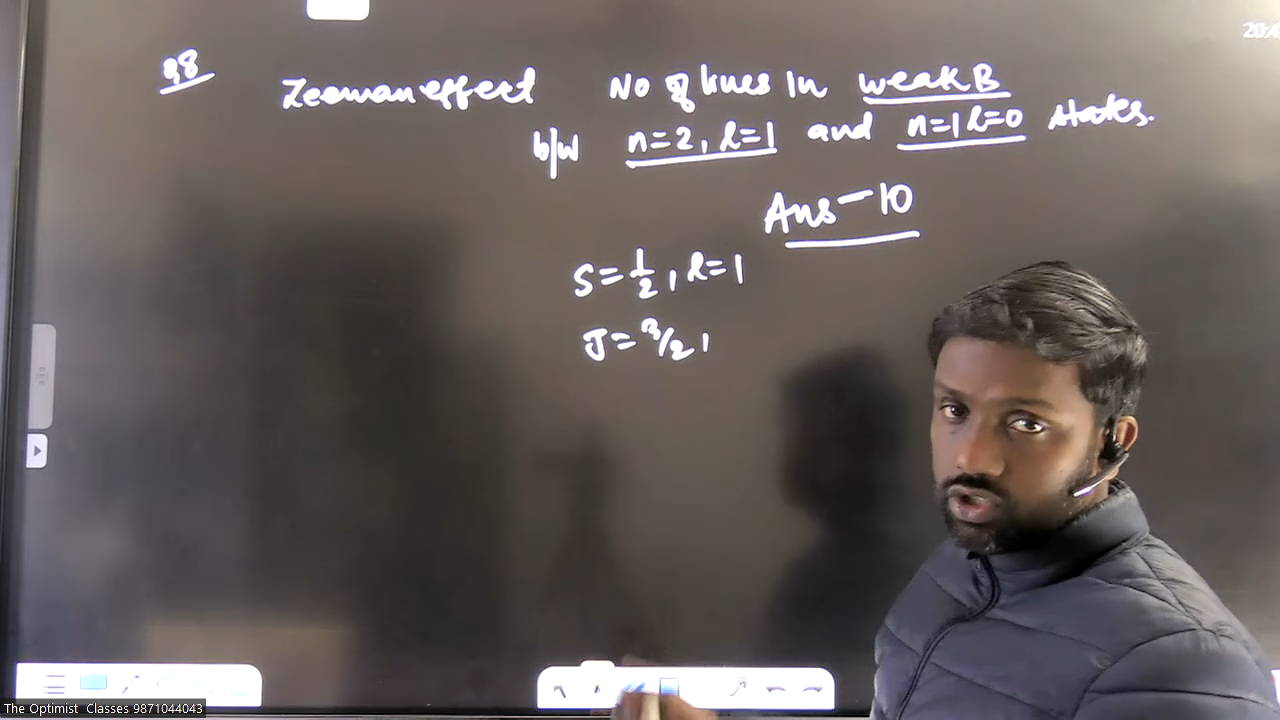 Q8
Zeeman effect No of lines in weak B
b/w n=2, l=1 and n=1 l=0 states.
Ans - 10
S = 1/2, l=1
J = 3/2,
The Optimist Classes 9871044043